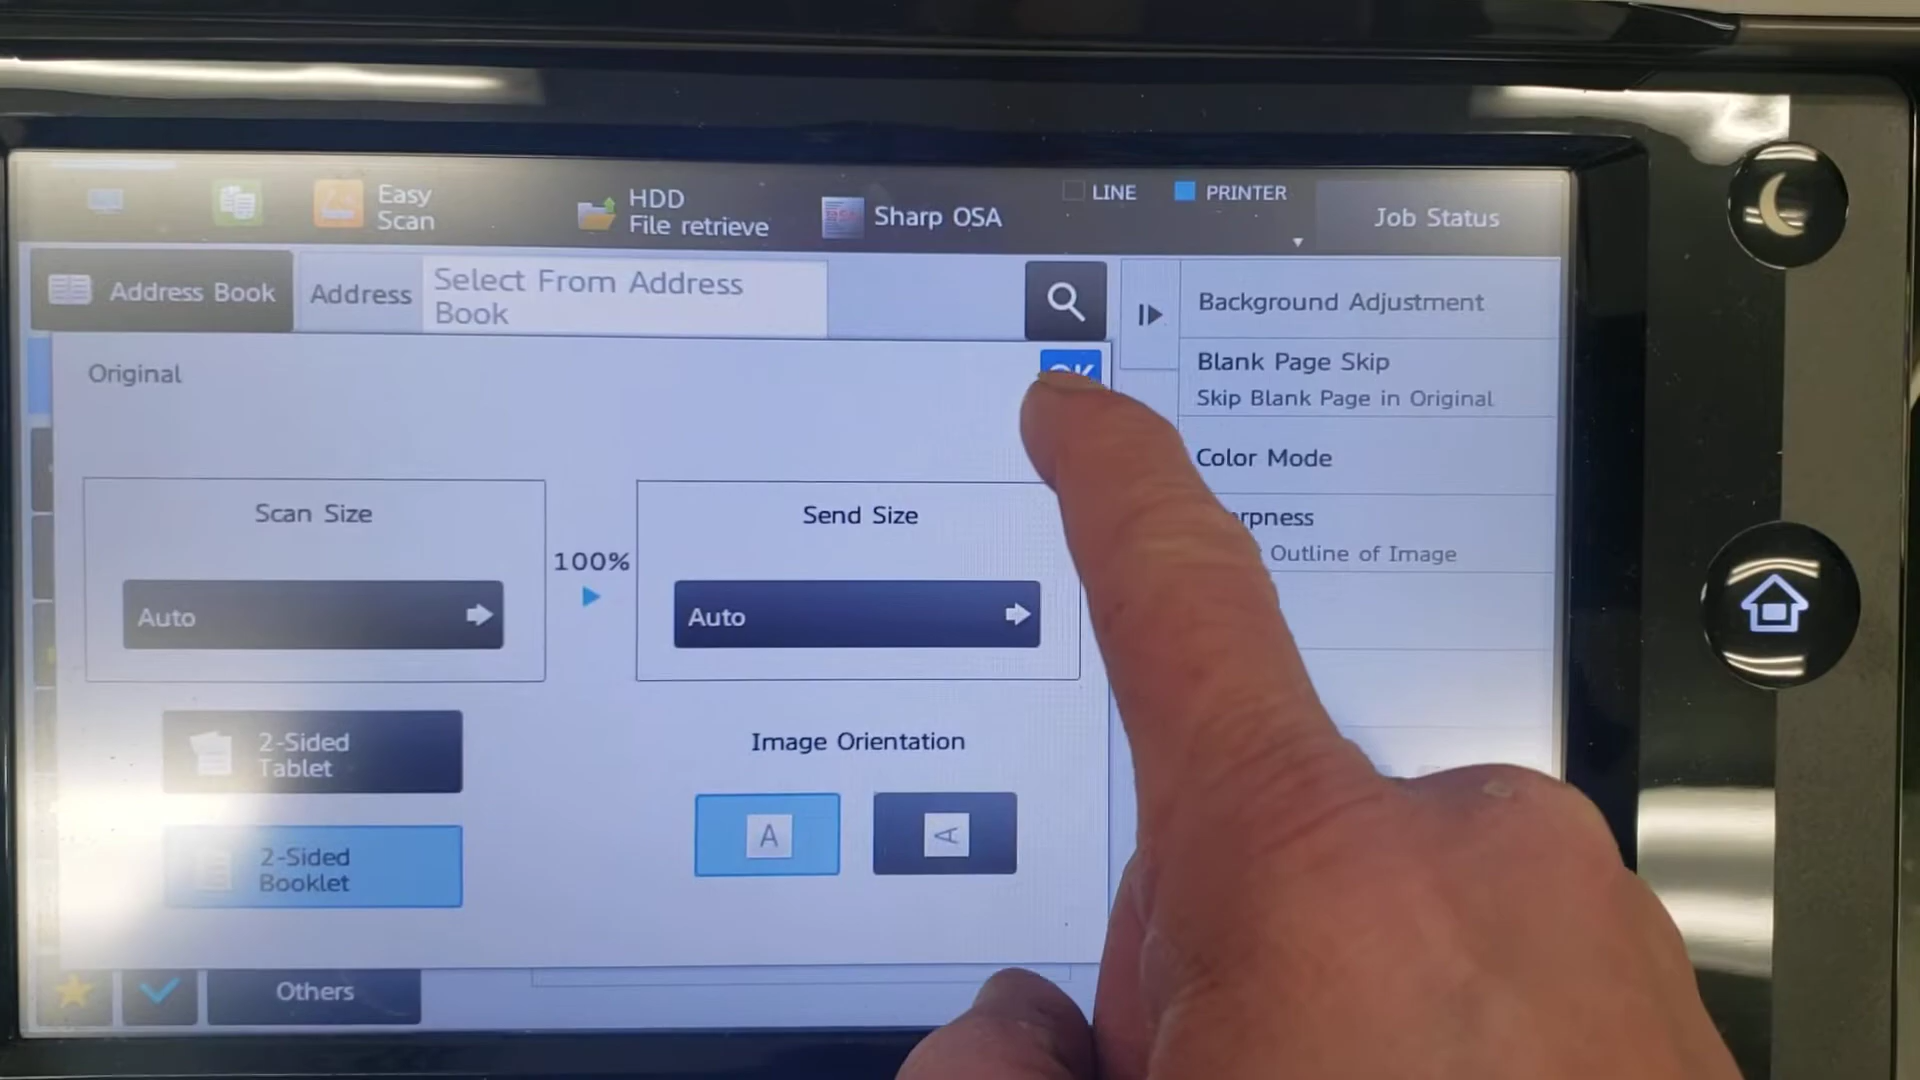 Easy
Scan
HDD
File retrieve
Sharp OSA
LINE
PRINTER
Job Status
Address Book
Address
Select From Address
Book
Background Adjustment
Original
OK
Blank Page Skip
Skip Blank Page in Original
Color Mode
rpness
Outline of Image
Scan Size
100%
Send Size
Auto
Auto
2-Sided
Tablet
Image Orientation
A
A
2-Sided
Booklet
Others